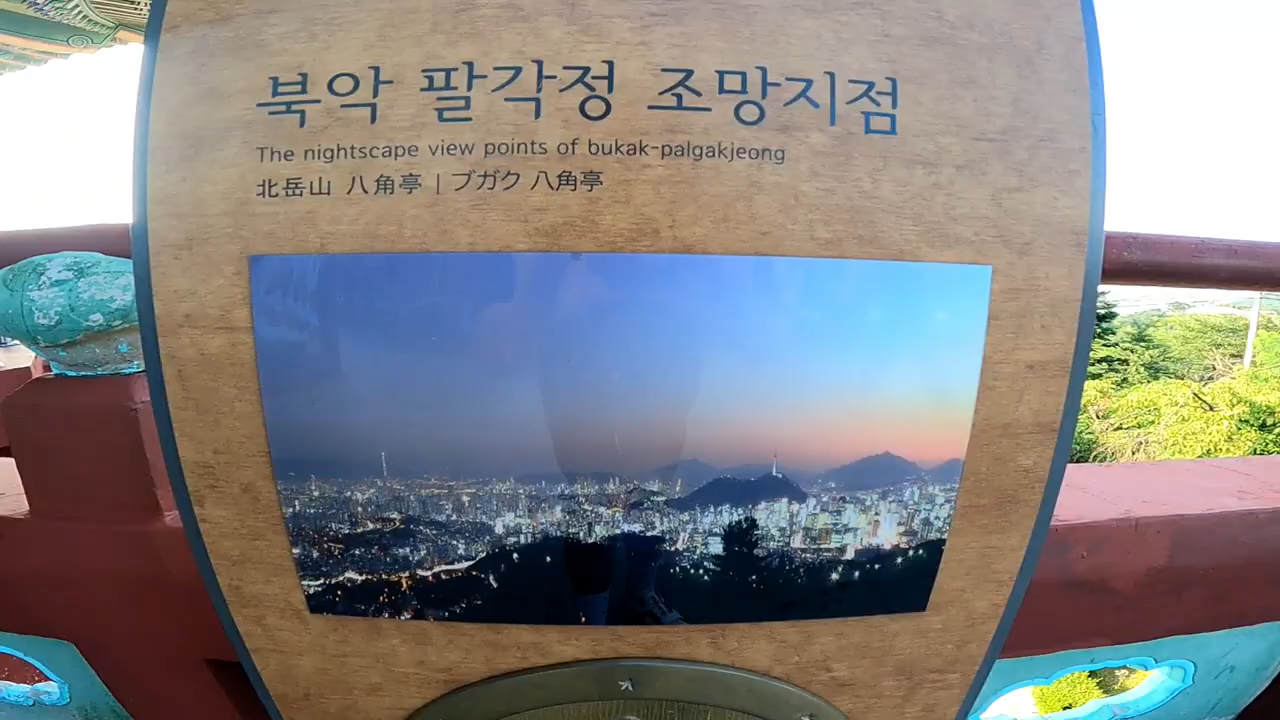 북악 팔각정 조망지점
The nightscape view points of bukak-palgakjeong
北岳山 八角亭 | ブガク 八角亭